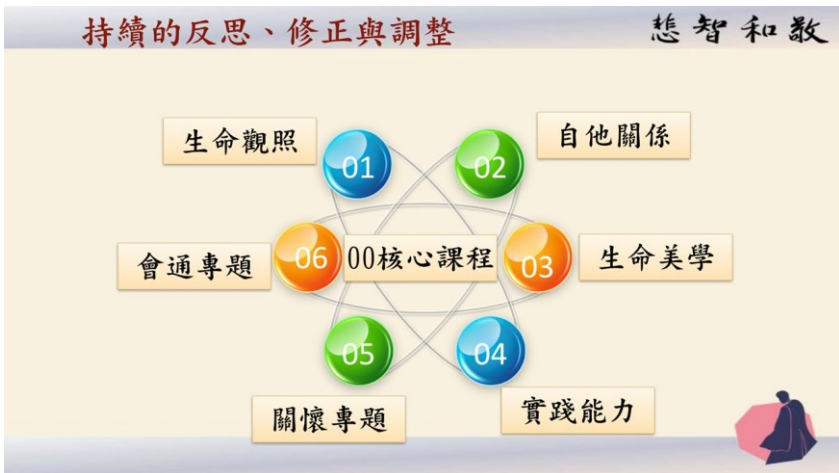 持續的反思、修正與調整
悲智和敬
生命觀照
01
02
自他關係
會通專題
06
00核心課程
03
生命美學
05
04
關懷專題
實踐能力